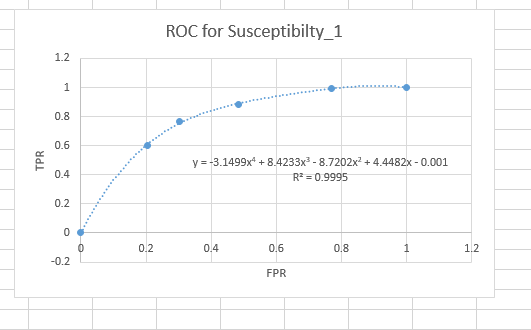 ROC for Susceptibilty_1
1.2
1
0.8
0.6
0.4
0.2
0
-0.2
TPR
y = -3.1499x⁴ + 8.4233x³ - 8.7202x² + 4.4482x - 0.001
R² = 0.9995
0 0.2 0.4 0.6 0.8 1 1.2
FPR